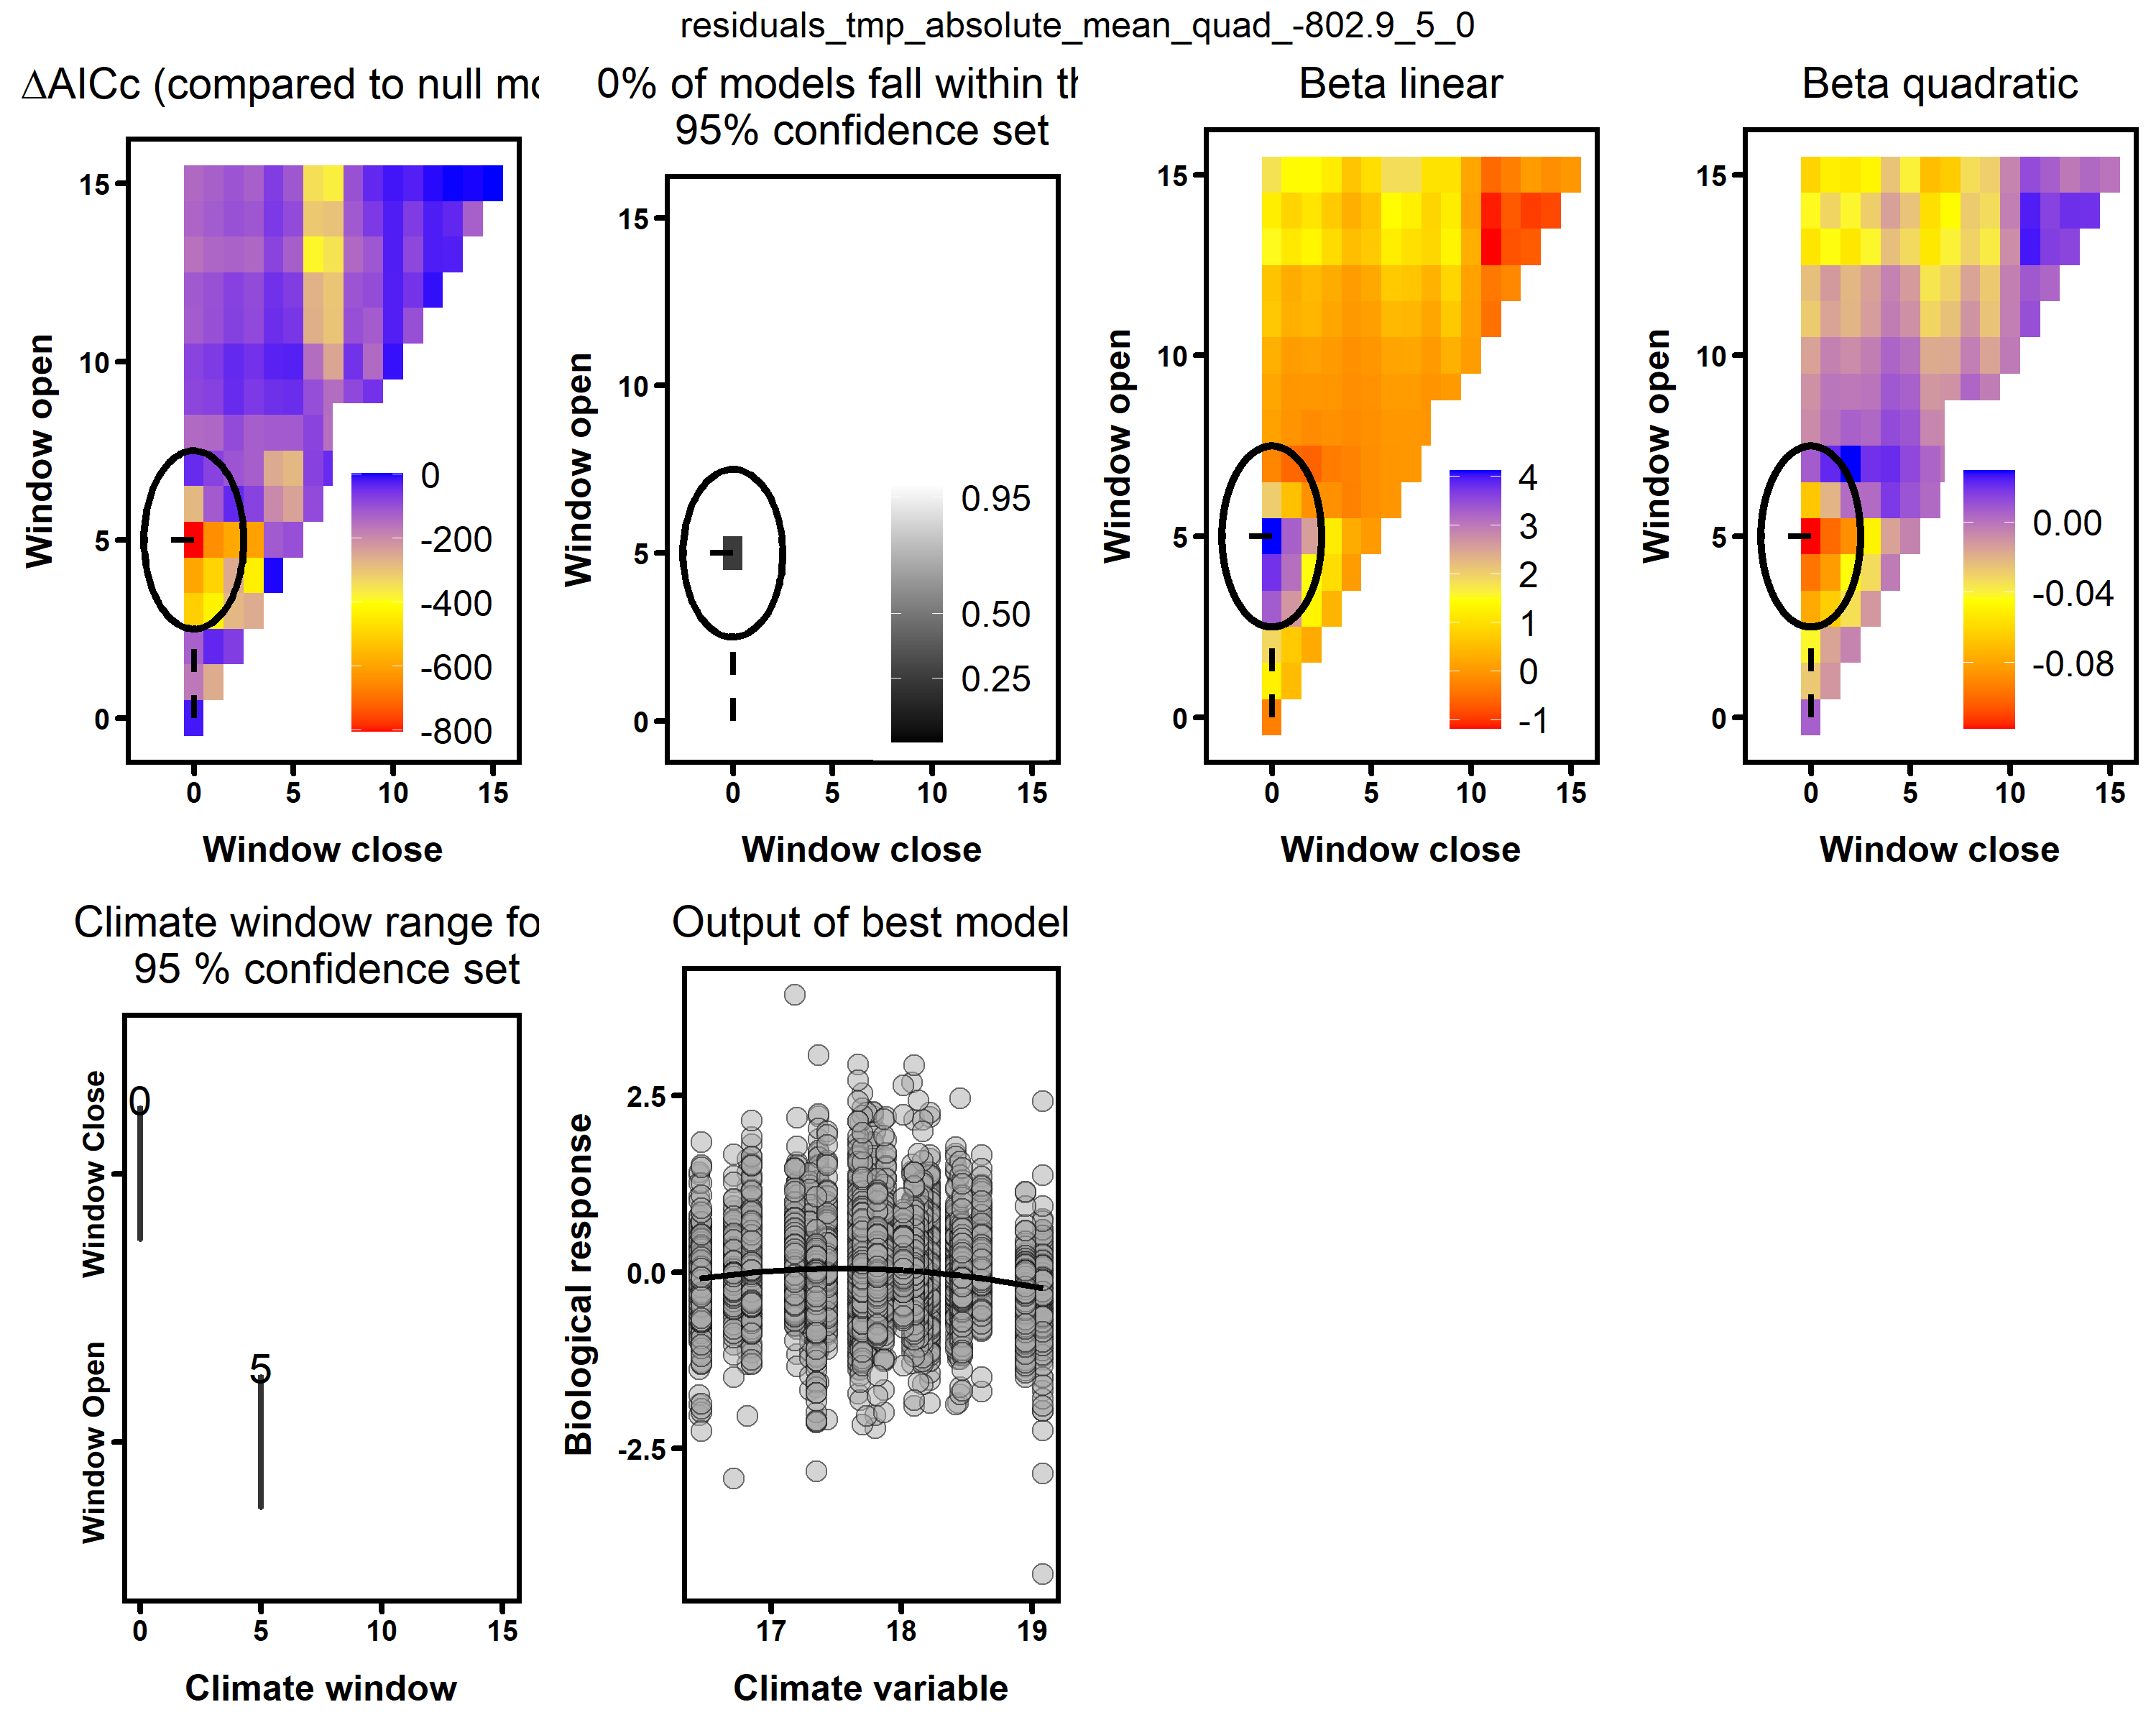 residuals_tmp_absolute_mean_quad_-802.9_5_0
ΔAICc (compared to null mo
Window open
15
10
5
0
0
-200
-400
-600
-800
0 5 10 15
Window close
0% of models fall within th
95% confidence set
Window open
15
10
5
0
0.95
0.50
0.25
0 5 10 15
Window close
Beta linear
Window open
15
10
5
0
4
3
2
1
0
-1
0 5 10 15
Window close
Beta quadratic
Window open
15
10
5
0
0.00
-0.04
-0.08
0 5 10 15
Window close
Climate window range fo
95 % confidence set
Window Close
Window Open
0
5
0 5 10 15
Climate window
Output of best model
Biological response
2.5
0.0
-2.5
17 18 19
Climate variable